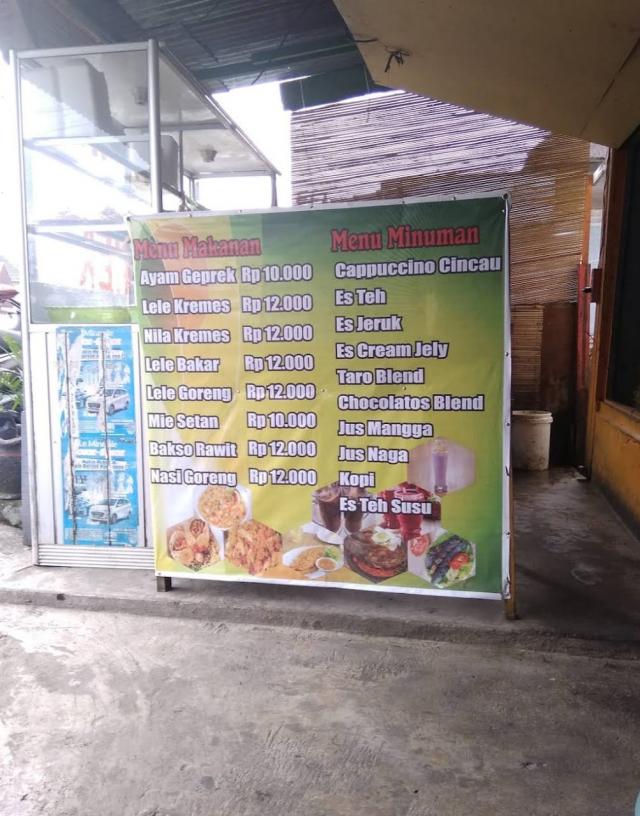 Menu Makanan
Ayam Geprek Rp 10.000
Lele Kremes Rp 12.000
Nila Kremes Rp 12.000
Lele Bakar Rp 12.000
Lele Goreng Rp 12.000
Mie Setan Rp 10.000
Bakso Rawit Rp 12.000
Nasi Goreng Rp 12.000
Menu Minuman
Cappuccino Cincau
Es Teh
Es Jeruk
Es Cream Jely
Taro Blend
Chocolatos Blend
Jus Mangga
Jus Naga
Kopi
Es Teh Susu